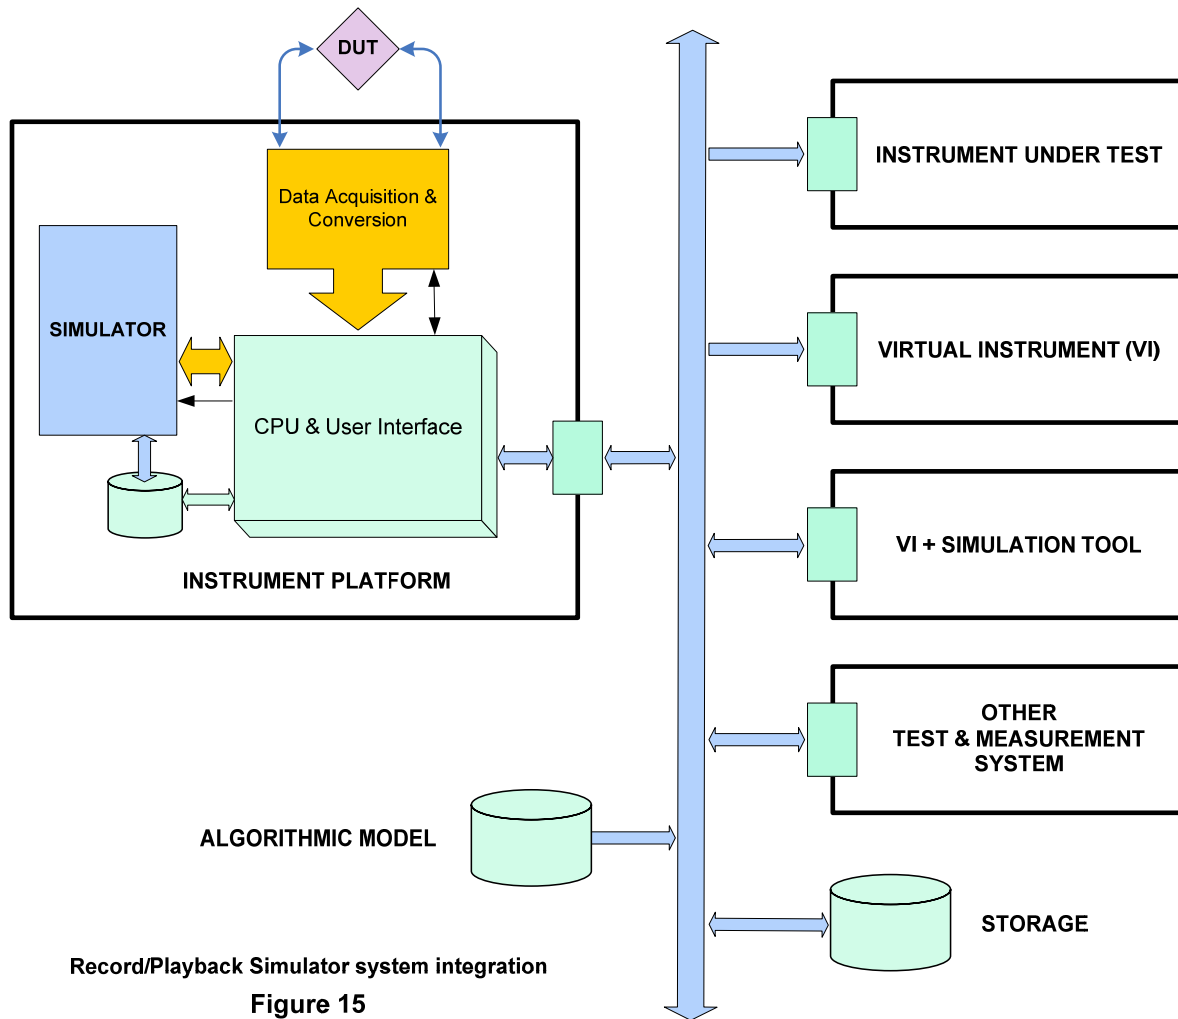 DUT
Data Acquisition &
Conversion
SIMULATOR
CPU & User Interface
INSTRUMENT PLATFORM
INSTRUMENT UNDER TEST
VIRTUAL INSTRUMENT (VI)
VI + SIMULATION TOOL
OTHER
TEST & MEASUREMENT
SYSTEM
ALGORITHMIC MODEL
STORAGE
Record/Playback Simulator system integration
Figure 15